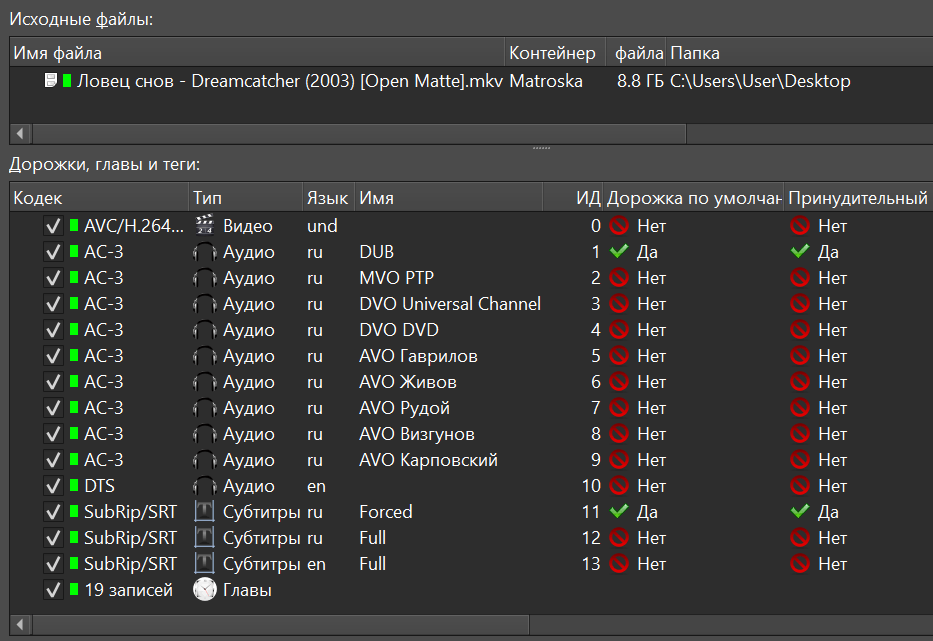 Исходные файлы:
Имя файла Контейнер файла Папка
Ловец снов - Dreamcatcher (2003) [Open Matte].mkv Matroska 8.8 ГБ C:\Users\User\Desktop
Дорожки, главы и теги:
Кодек Тип Язык Имя ИД Дорожка по умолчан Принудительный
AVC/H.264... Видео und 0 Нет Нет
AC-3 Аудио ru DUB 1 Да Да
AC-3 Аудио ru MVO РТР 2 Нет Нет
AC-3 Аудио ru DVO Universal Channel 3 Нет Нет
AC-3 Аудио ru DVO DVD 4 Нет Нет
AC-3 Аудио ru AVO Гаврилов 5 Нет Нет
AC-3 Аудио ru AVO Живов 6 Нет Нет
AC-3 Аудио ru AVO Рудой 7 Нет Нет
AC-3 Аудио ru AVO Визгунов 8 Нет Нет
AC-3 Аудио ru AVO Карповский 9 Нет Нет
DTS Аудио en 10 Нет Нет
SubRip/SRT Субтитры ru Forced 11 Да Да
SubRip/SRT Субтитры ru Full 12 Нет Нет
SubRip/SRT Субтитры en Full 13 Нет Нет
19 записей Главы